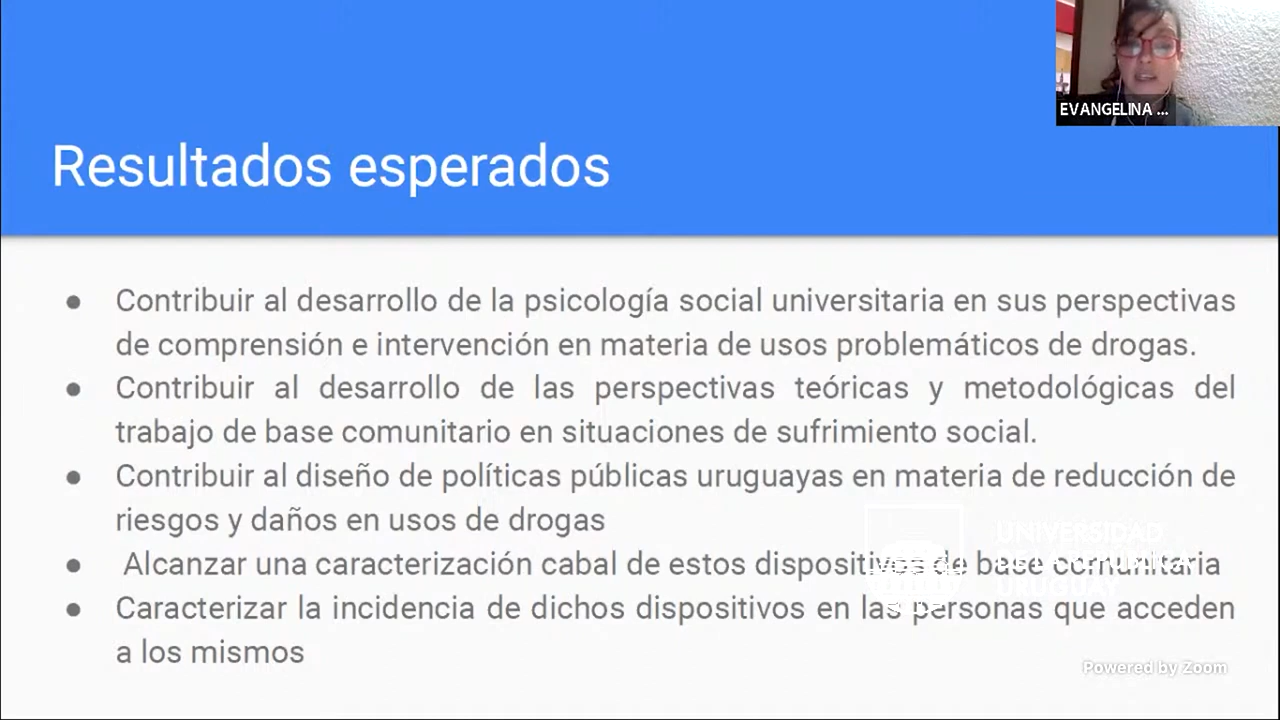 EVANGELINA ...
Resultados esperados
● Contribuir al desarrollo de la psicología social universitaria en sus perspectivas
de comprensión e intervención en materia de usos problemáticos de drogas.
● Contribuir al desarrollo de las perspectivas teóricas y metodológicas del
trabajo de base comunitario en situaciones de sufrimiento social.
● Contribuir al diseño de políticas públicas uruguayas en materia de reducción de
riesgos y daños en usos de drogas
● Alcanzar una caracterización cabal de estos dispositivos de base comunitaria
● Caracterizar la incidencia de dichos dispositivos en las personas que acceden
a los mismos
UNIVERSIDAD
DE LA REPÚBLICA
URUGUAY
Powered by Zoom